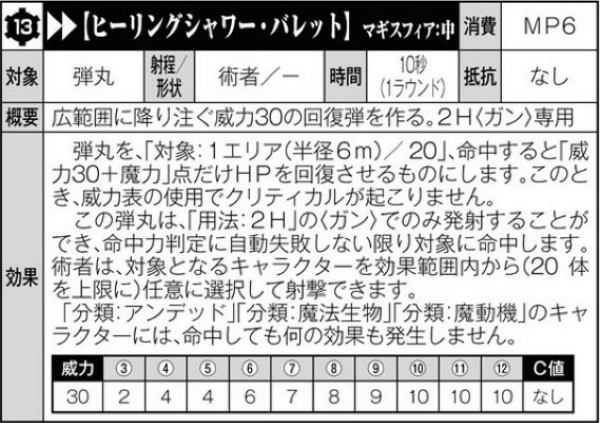 13 ▶▶【ヒーリングシャワー・バレット】 マギスフィア:中 消費 MP6
対象 弾丸 射程/形状 術者/― 時間 10秒(1ラウンド) 抵抗 なし
概要 広範囲に降り注ぐ威力30の回復弾を作る。2H〈ガン〉専用
効果
弾丸を、「対象:1エリア(半径6m)/20」、命中すると「威
力30+魔力」点だけHPを回復させるものにします。このと
き、威力表の使用でクリティカルが起こりません。
この弾丸は、「用法:2H」の〈ガン〉でのみ発射することが
でき、命中力判定に自動失敗しない限り対象に命中します。
術者は、対象となるキャラクターを効果範囲内から(20 体
を上限に)任意に選択して射撃できます。
「分類:アンデッド」「分類:魔法生物」「分類:魔動機」のキャ
ラクターには、命中しても何の効果も発生しません。
威力 ③ ④ ⑤ ⑥ ⑦ ⑧ ⑨ ⑩ ⑪ ⑫ C値
30 2 4 4 6 7 8 9 10 10 10 なし